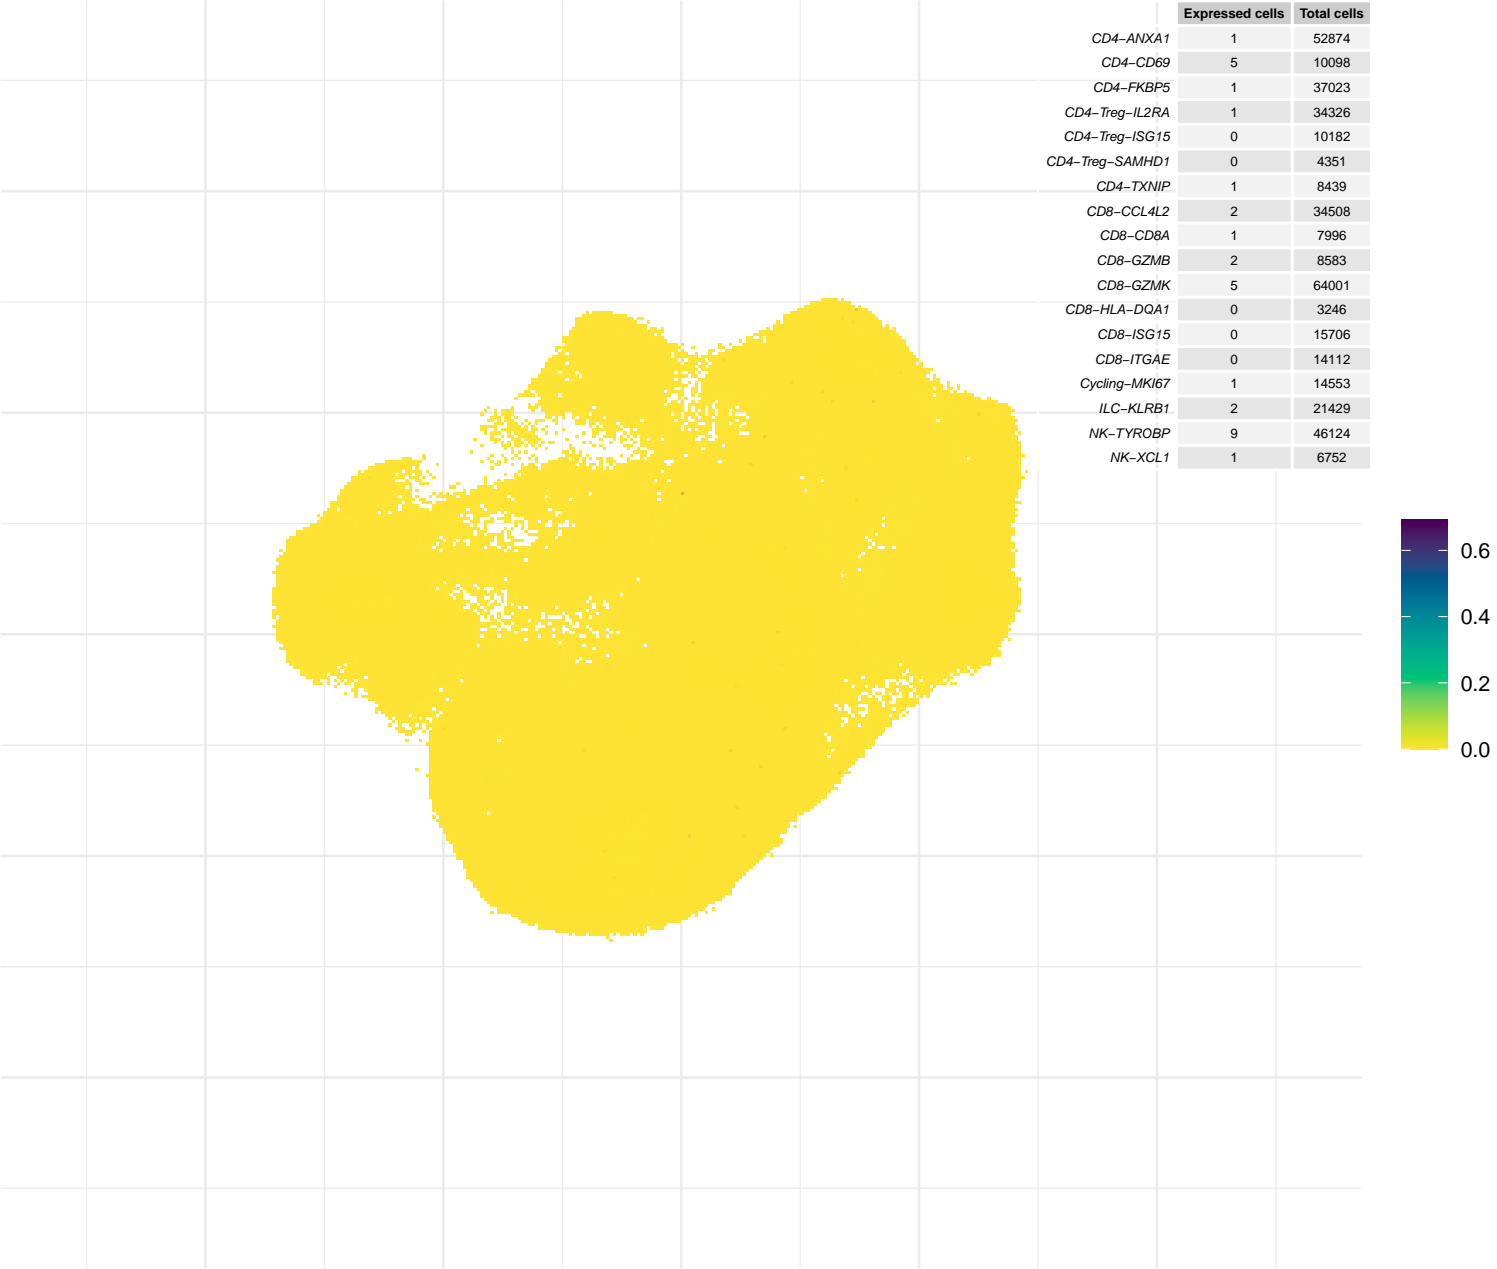 Expressed cells Total cells
CD4−ANXA1 1 52874
CD4−CD69 5 10098
CD4−FKBP5 1 37023
CD4−Treg−IL2RA 1 34326
CD4−Treg−ISG15 0 10182
CD4−Treg−SAMHD1 0 4351
CD4−TXNIP 1 8439
CD8−CCL4L2 2 34508
CD8−CD8A 1 7996
CD8−GZMB 2 8583
CD8−GZMK 5 64001
CD8−HLA−DQA1 0 3246
CD8−ISG15 0 15706
CD8−ITGAE 0 14112
Cycling−MKI67 1 14553
ILC−KLRB1 2 21429
NK−TYROBP 9 46124
NK−XCL1 1 6752
0.6
0.4
0.2
0.0